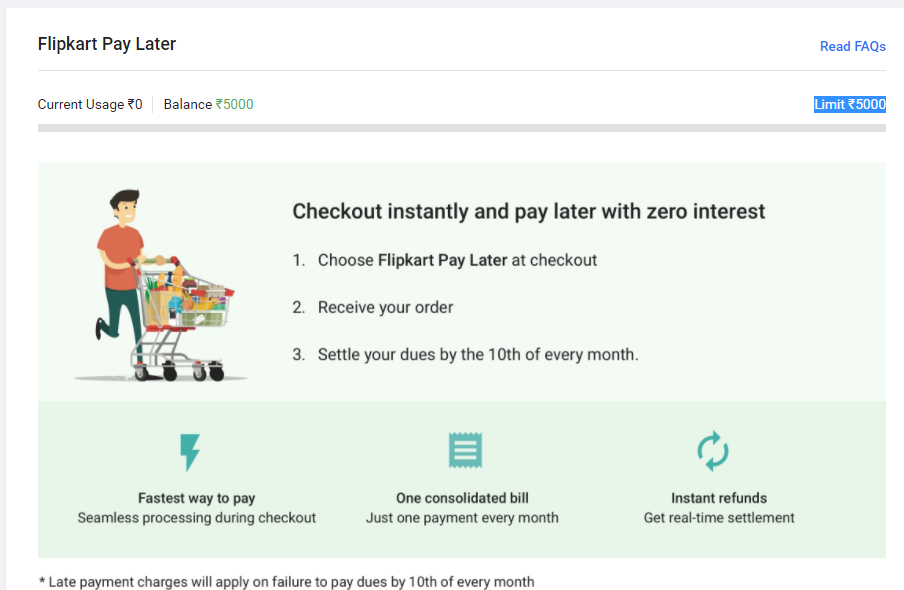 Flipkart Pay Later
Read FAQs
Current Usage ₹0
Balance ₹5000
Limit ₹5000
Checkout instantly and pay later with zero interest
1. Choose Flipkart Pay Later at checkout
2. Receive your order
3. Settle your dues by the 10th of every month.
Fastest way to pay
Seamless processing during checkout
One consolidated bill
Just one payment every month
Instant refunds
Get real-time settlement
* Late payment charges will apply on failure to pay dues by 10th of every month